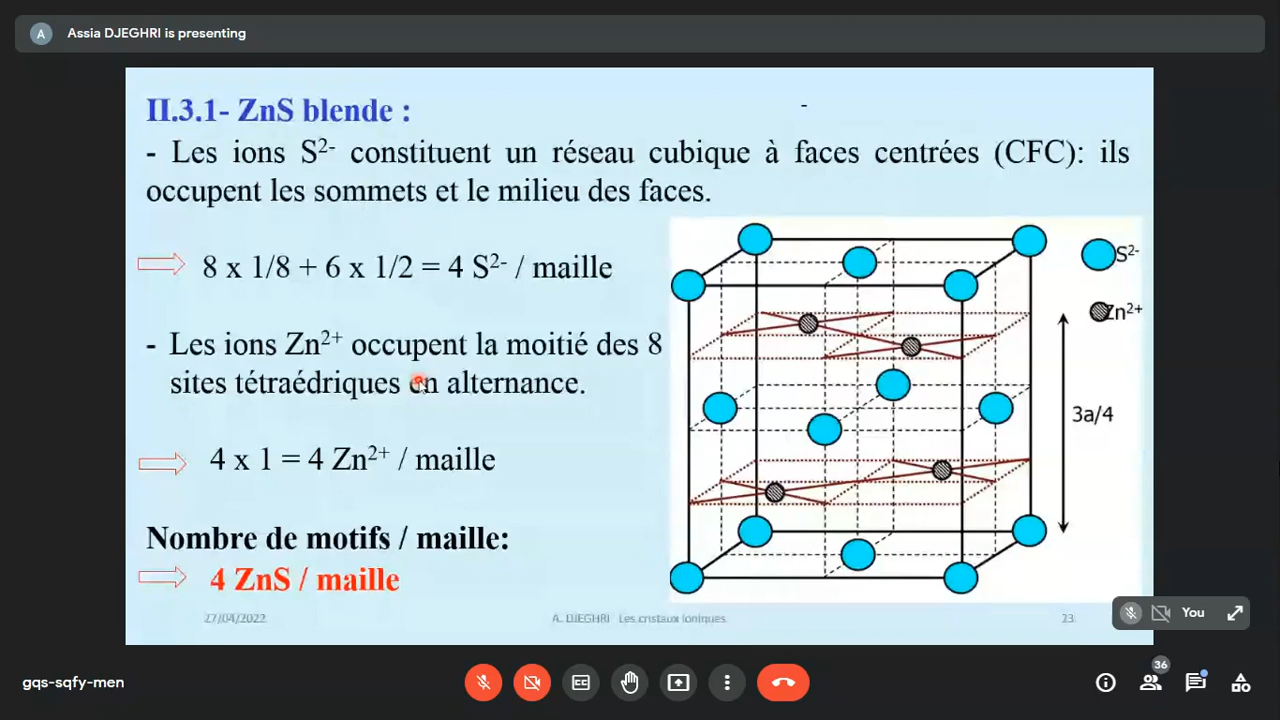 A
Assia DJEGHRI is presenting
II.3.1- ZnS blende :
- Les ions S²⁻ constituent un réseau cubique à faces centrées (CFC): ils
occupent les sommets et le milieu des faces.
8 x 1/8 + 6 x 1/2 = 4 S²⁻ / maille
- Les ions Zn²⁺ occupent la moitié des 8
sites tétraédriques en alternance.
4 x 1 = 4 Zn²⁺ / maille
Nombre de motifs / maille:
4 ZnS / maille
S²⁻
Zn²⁺
3a/4
27/04/2022
A. DJEGHRI Les cristaux ioniques
23
You
gqs-sqfy-men
CC
36